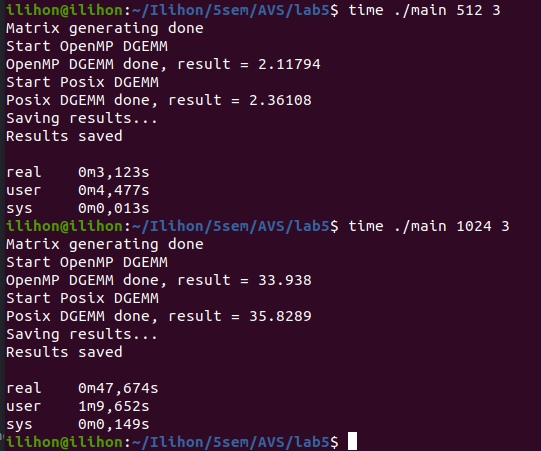 ilihon@ilihon:~/Ilihon/5sem/AVS/lab5$ time ./main 512 3
Matrix generating done
Start OpenMP DGEMM
OpenMP DGEMM done, result = 2.11794
Start Posix DGEMM
Posix DGEMM done, result = 2.36108
Saving results...
Results saved

real    0m3,123s
user    0m4,477s
sys     0m0,013s
ilihon@ilihon:~/Ilihon/5sem/AVS/lab5$ time ./main 1024 3
Matrix generating done
Start OpenMP DGEMM
OpenMP DGEMM done, result = 33.938
Start Posix DGEMM
Posix DGEMM done, result = 35.8289
Saving results...
Results saved

real    0m47,674s
user    1m9,652s
sys     0m0,149s
ilihon@ilihon:~/Ilihon/5sem/AVS/lab5$